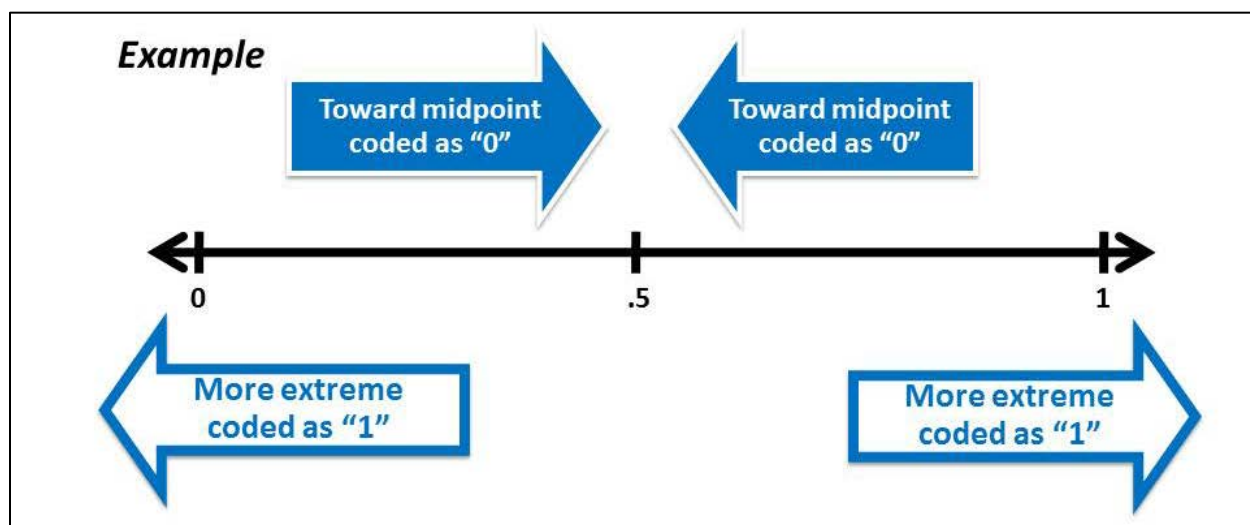 Example
Toward midpoint
coded as “0”
Toward midpoint
coded as “0”
0
.5
1
More extreme
coded as “1”
More extreme
coded as “1”